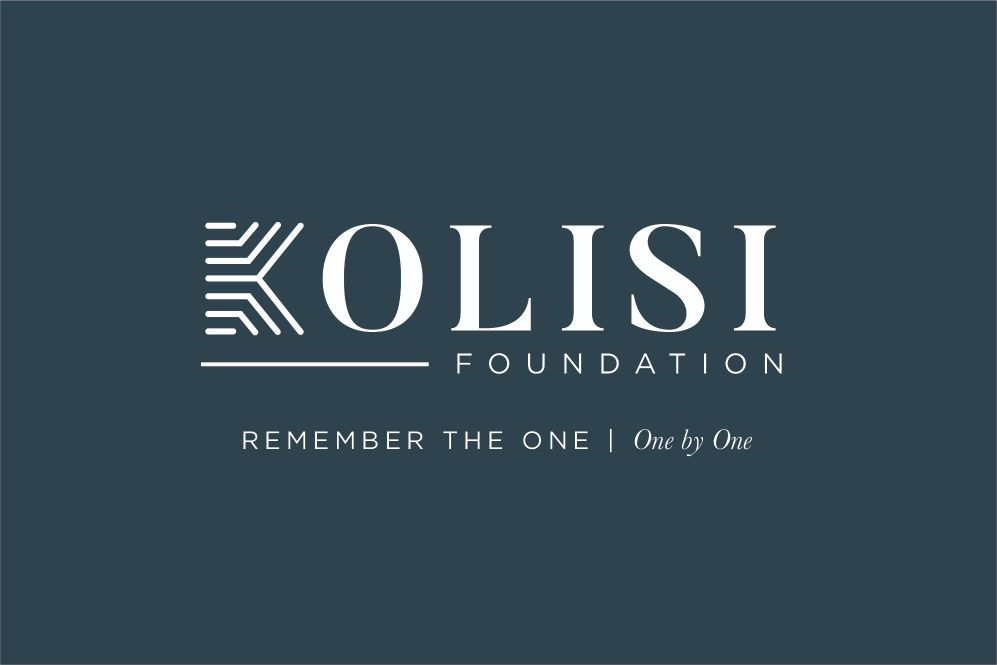 KOLISI
FOUNDATION
REMEMBER THE ONE | One by One